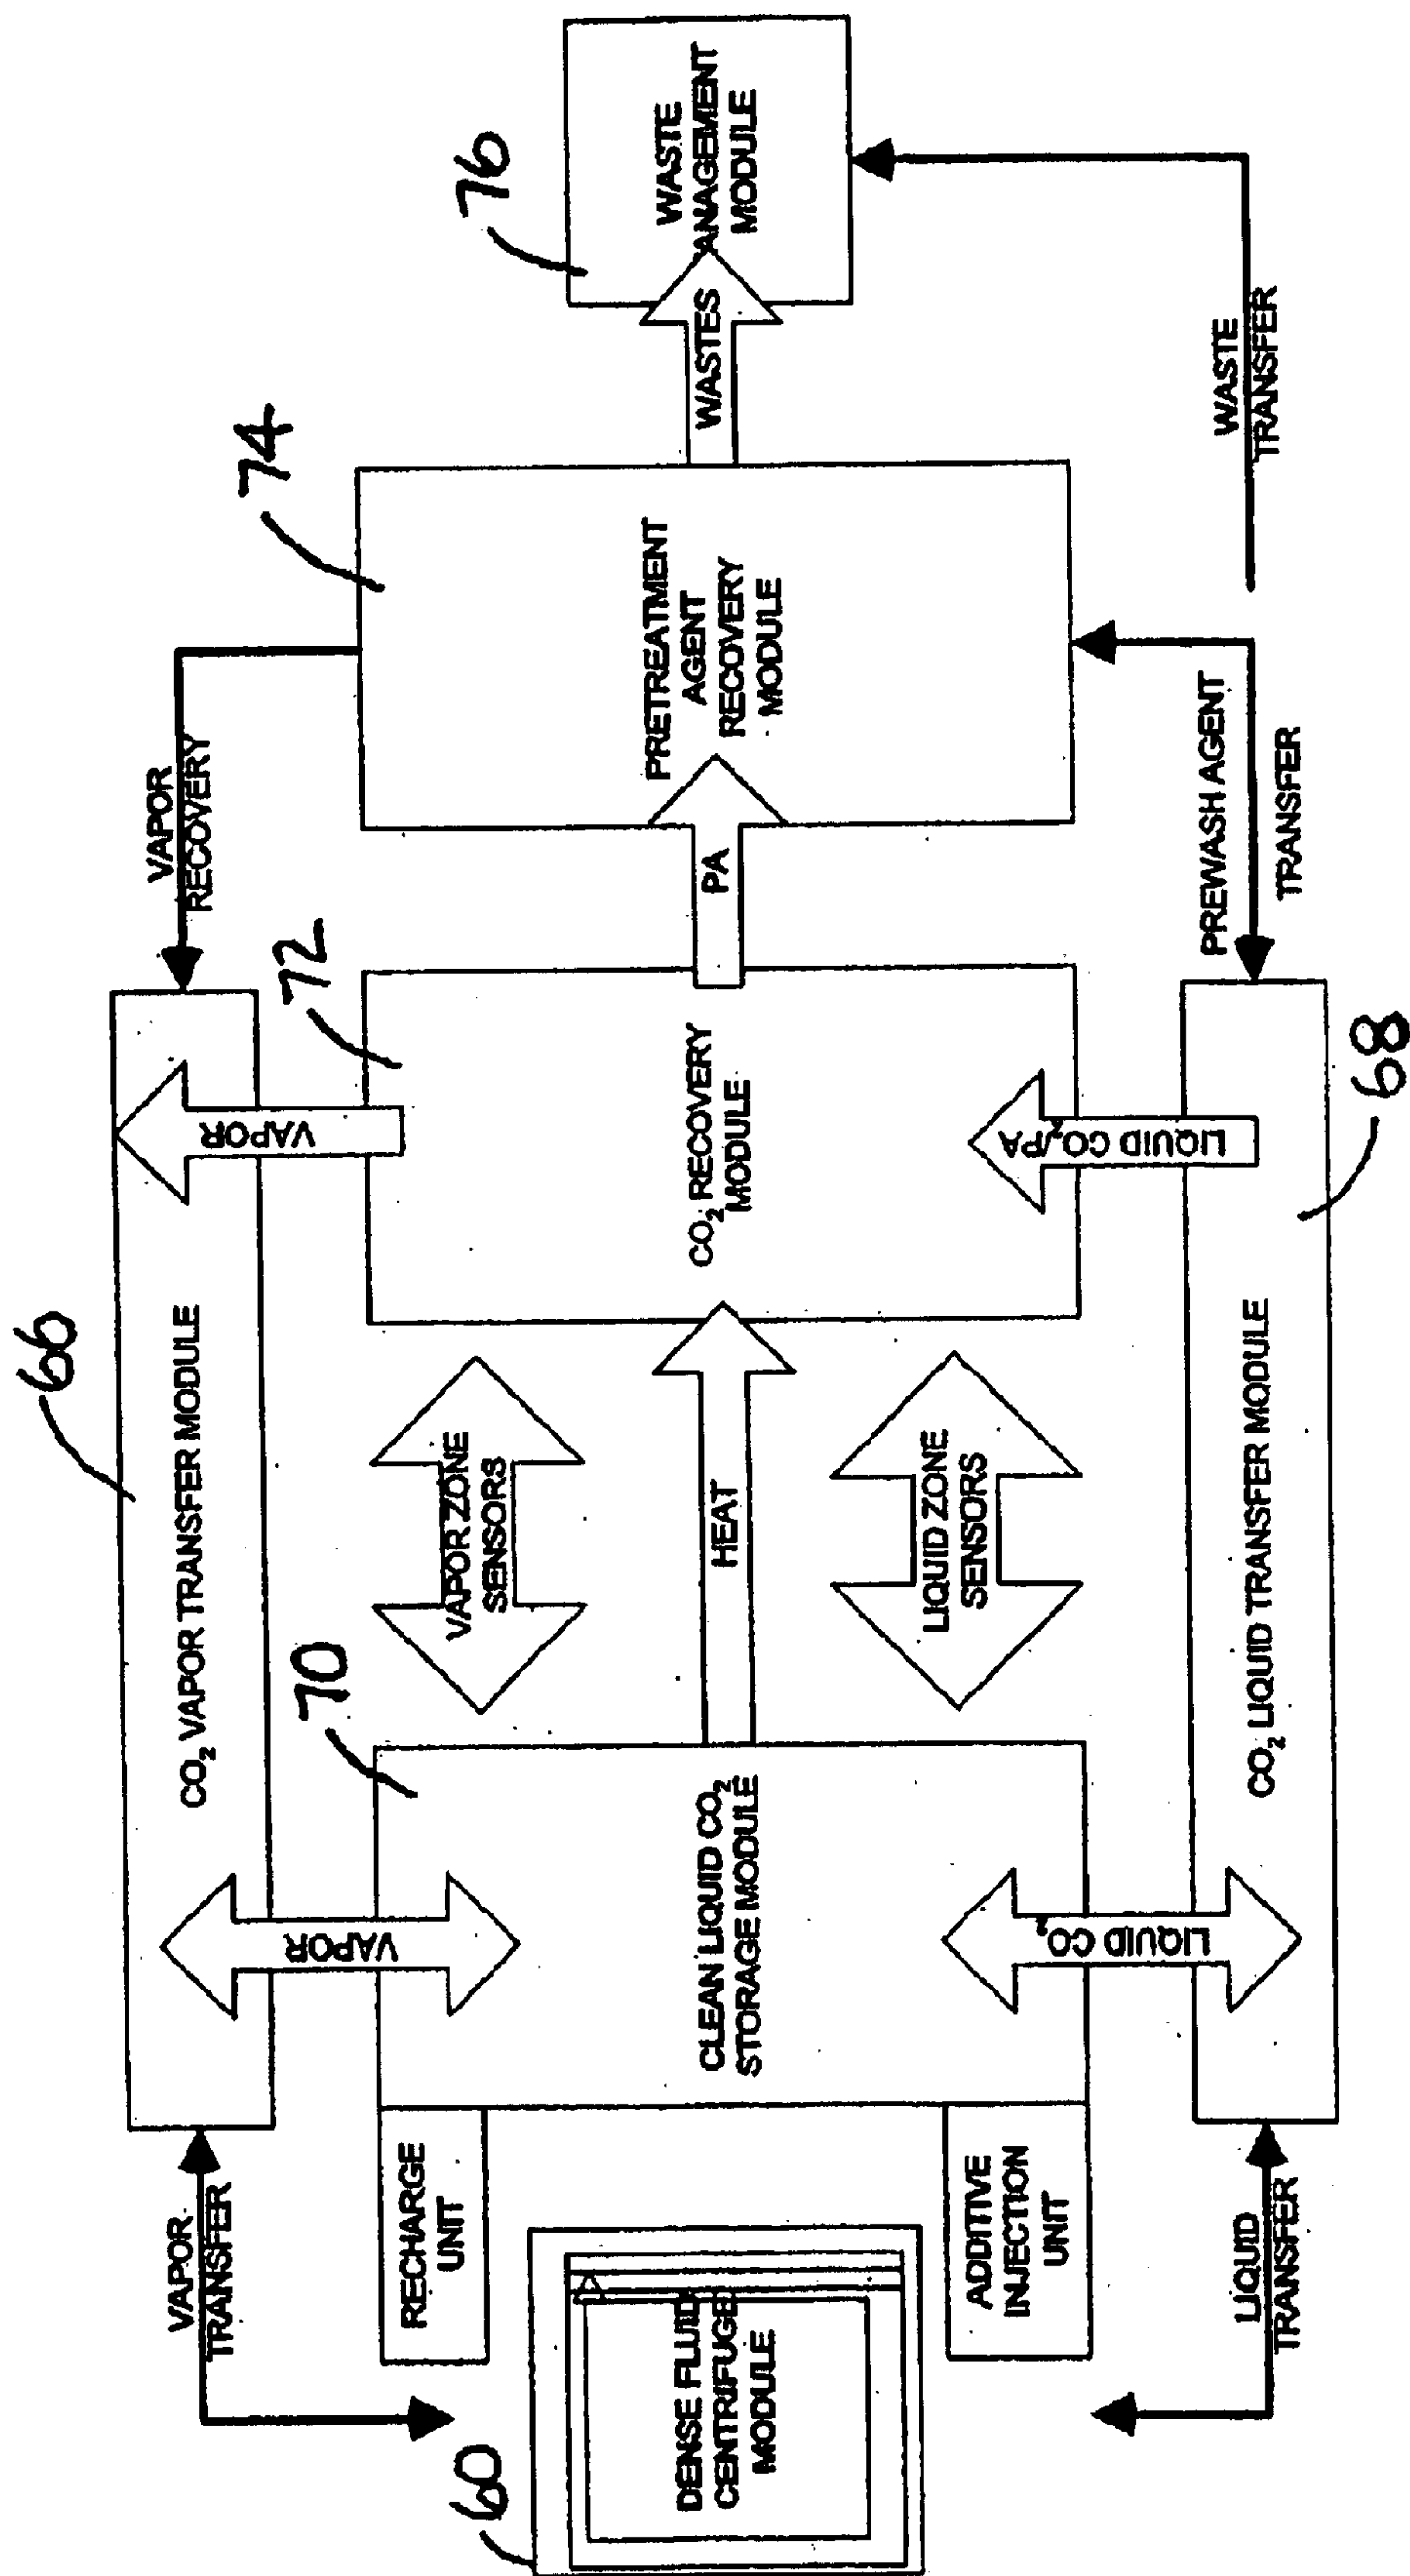 66
CO₂ VAPOR TRANSFER MODULE
VAPOR
TRANSFER
VAPOR
RECOVERY
VAPOR
VAPOR
60
DENSE FLUID
CENTRIFUGE
MODULE
RECHARGE
UNIT
ADDITIVE
INJECTION
UNIT
70
CLEAN LIQUID CO₂
STORAGE MODULE
VAPOR ZONE
SENSORS
HEAT
LIQUID ZONE
SENSORS
72
CO₂ RECOVERY
MODULE
PA
74
PRETREATMENT
AGENT
RECOVERY
MODULE
WASTES
76
WASTE
ANAGEMENT
MODULE
LIQUID CO₂
LIQUID CO₂/PA
LIQUID
TRANSFER
CO₂ LIQUID TRANSFER MODULE
68
PREWASH AGENT
TRANSFER
WASTE
TRANSFER